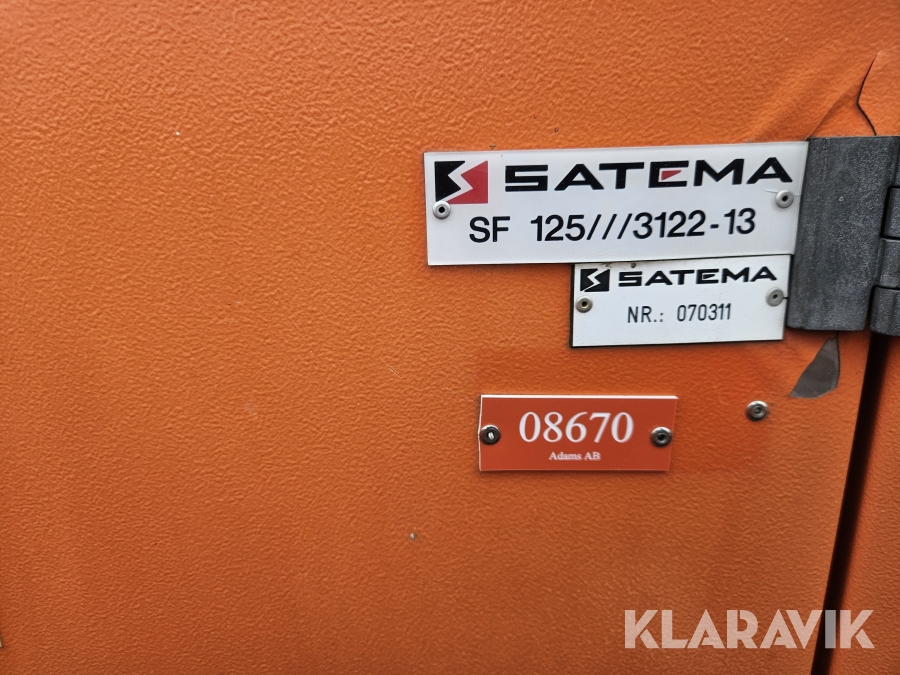 SATEMA
SF 125///3122-13
SATEMA
NR.: 070311
08670
Adams AB
KLARAVIK